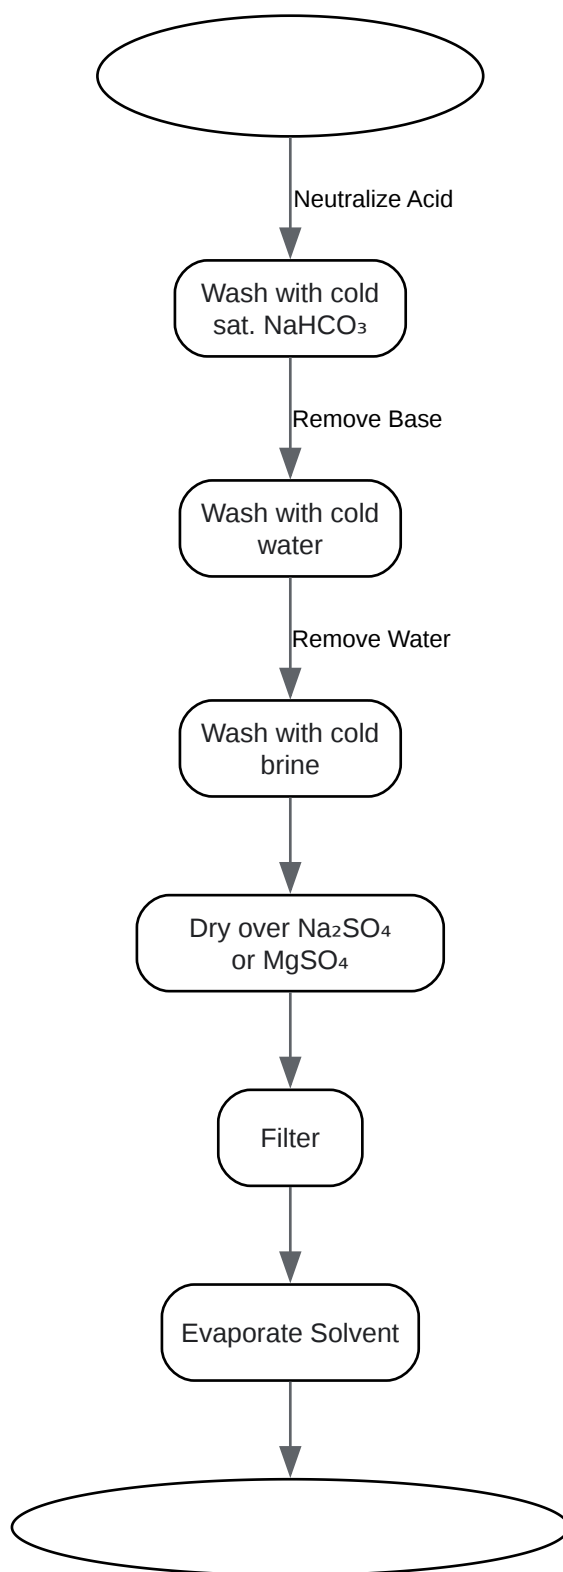 Neutralize Acid
Wash with cold
sat. NaHCO₃
Remove Base
Wash with cold
water
Remove Water
Wash with cold
brine
Dry over Na₂SO₄
or MgSO₄
Filter
Evaporate Solvent